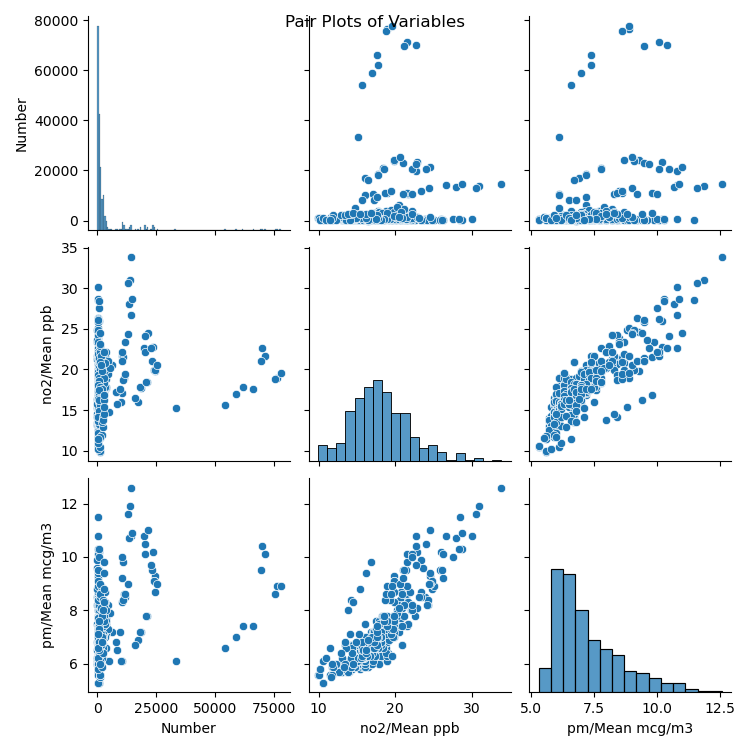 Pair Plots of Variables
80000
60000
40000
20000
0
Number
35
30
25
20
15
10
no2/Mean ppb
12
10
8
6
pm/Mean mcg/m3
0 25000 50000 75000
Number
10 20 30
no2/Mean ppb
5.0 7.5 10.0 12.5
pm/Mean mcg/m3